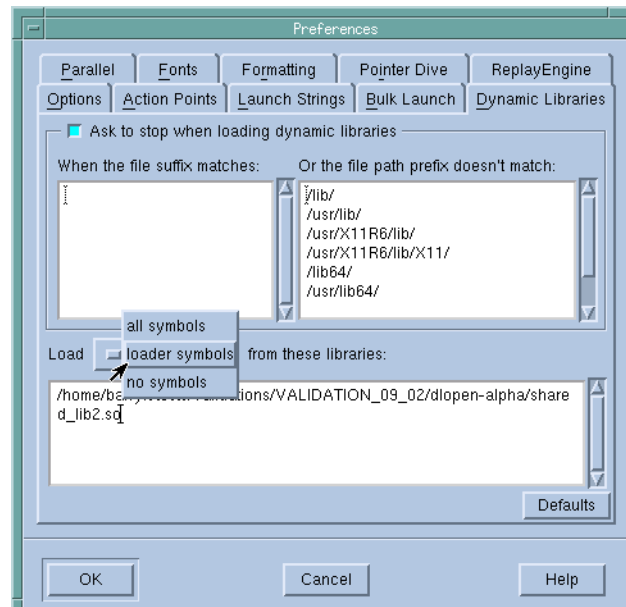 Preferences
Parallel Fonts Formatting Pointer Dive ReplayEngine
Options Action Points Launch Strings Bulk Launch Dynamic Libraries
Ask to stop when loading dynamic libraries
When the file suffix matches: Or the file path prefix doesn't match:
/lib/
/usr/lib/
/usr/X11R6/lib/
/usr/X11R6/lib/X11/
/lib64/
/usr/lib64/
all symbols
Load loader symbols from these libraries:
no symbols
/VALIDATION_09_02/dlopen-alpha/share
d_lib2.so
Defaults
OK Cancel Help